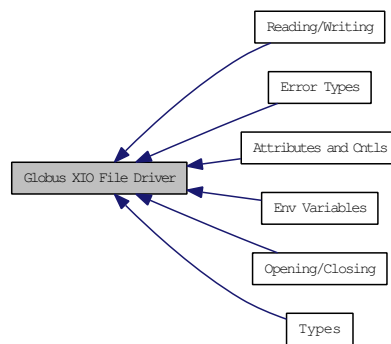 Reading/Writing
Error Types
Attributes and Cntls
Globus XIO File Driver
Env Variables
Opening/Closing
Types